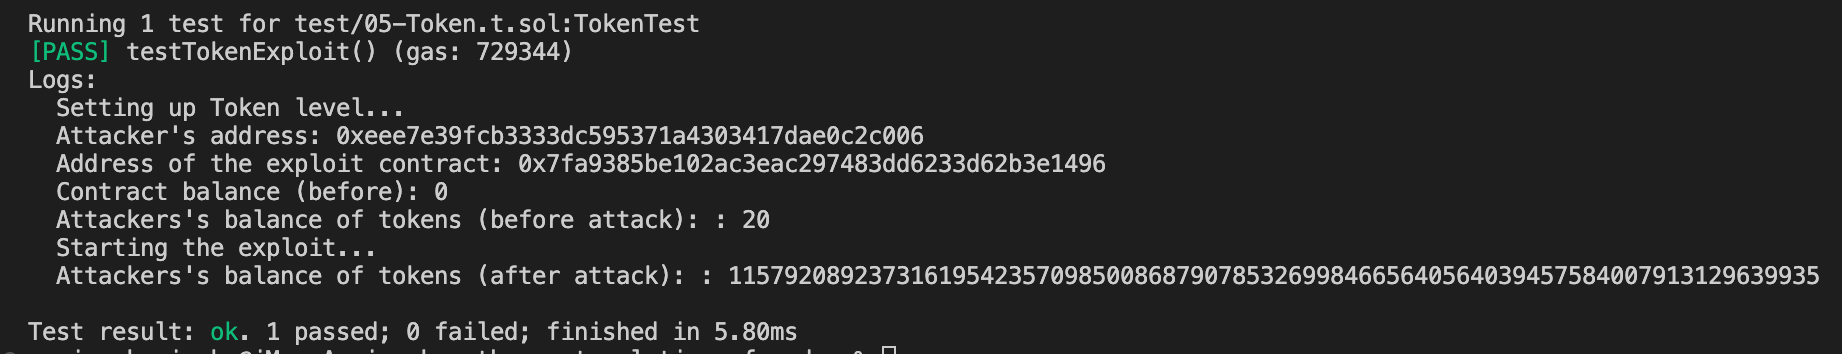 Running 1 test for test/05-Token.t.sol:TokenTest
[PASS] testTokenExploit() (gas: 729344)
Logs:
Setting up Token level...
Attacker's address: 0xeee7e39fcb3333dc595371a4303417dae0c2c006
Address of the exploit contract: 0x7fa9385be102ac3eac297483dd6233d62b3e1496
Contract balance (before): 0
Attackers's balance of tokens (before attack): : 20
Starting the exploit...
Attackers's balance of tokens (after attack): : 115792089237316195423570985008687907853269984665640564039457584007913129639935
Test result: ok. 1 passed; 0 failed; finished in 5.80ms